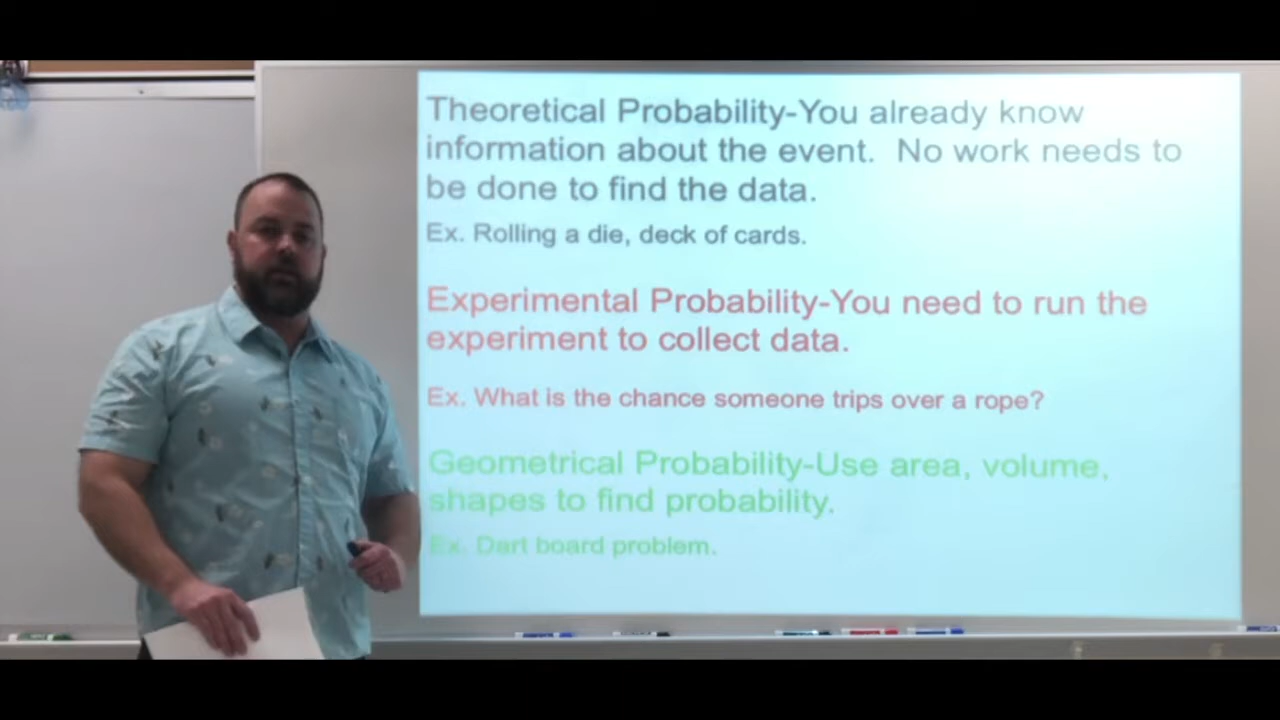 Theoretical Probability-You already know
information about the event.  No work needs to
be done to find the data.
Ex. Rolling a die, deck of cards.
Experimental Probability-You need to run the
experiment to collect data.
Ex. What is the chance someone trips over a rope?
Geometrical Probability-Use area, volume,
shapes to find probability.
Ex. Dart board problem.